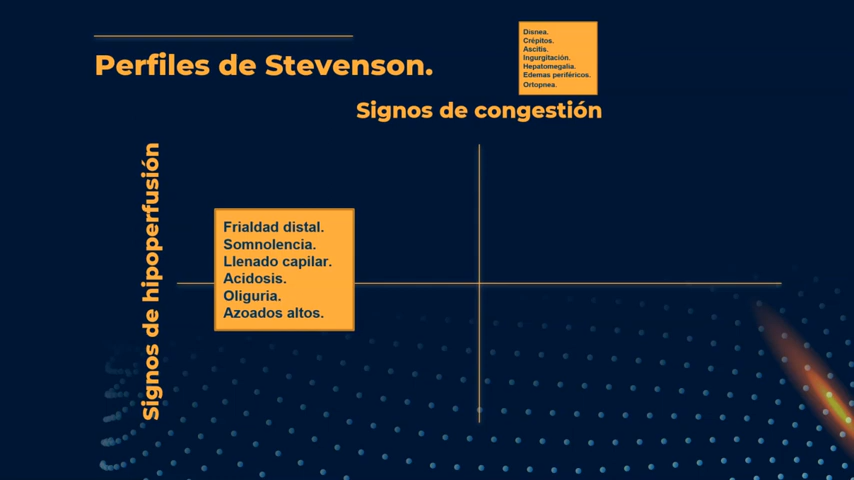 Disnea.
Crépitos.
Ascitis.
Ingurgitación.
Hepatomegalia.
Edemas periféricos.
Ortopnea.
Perfiles de Stevenson.
Signos de congestión
Signos de hipoperfusión
Frialdad distal.
Somnolencia.
Llenado capilar.
Acidosis.
Oliguria.
Azoados altos.